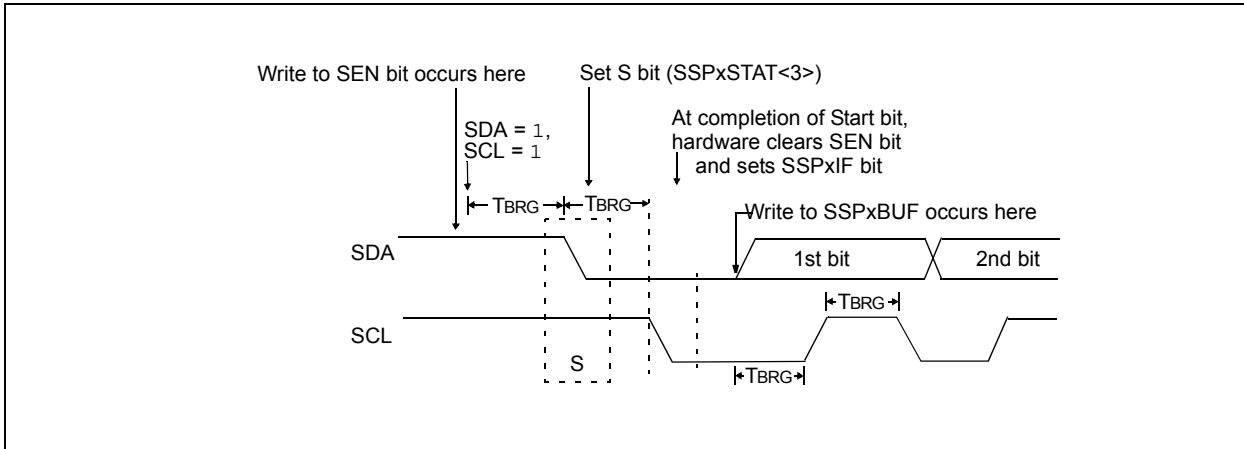 Write to SEN bit occurs here
Set S bit (SSPxSTAT<3>)
At completion of Start bit,
hardware clears SEN bit
and sets SSPxIF bit
SDA = 1,
SCL = 1
TBRG
TBRG
Write to SSPxBUF occurs here
SDA
1st bit
2nd bit
TBRG
SCL
S
TBRG